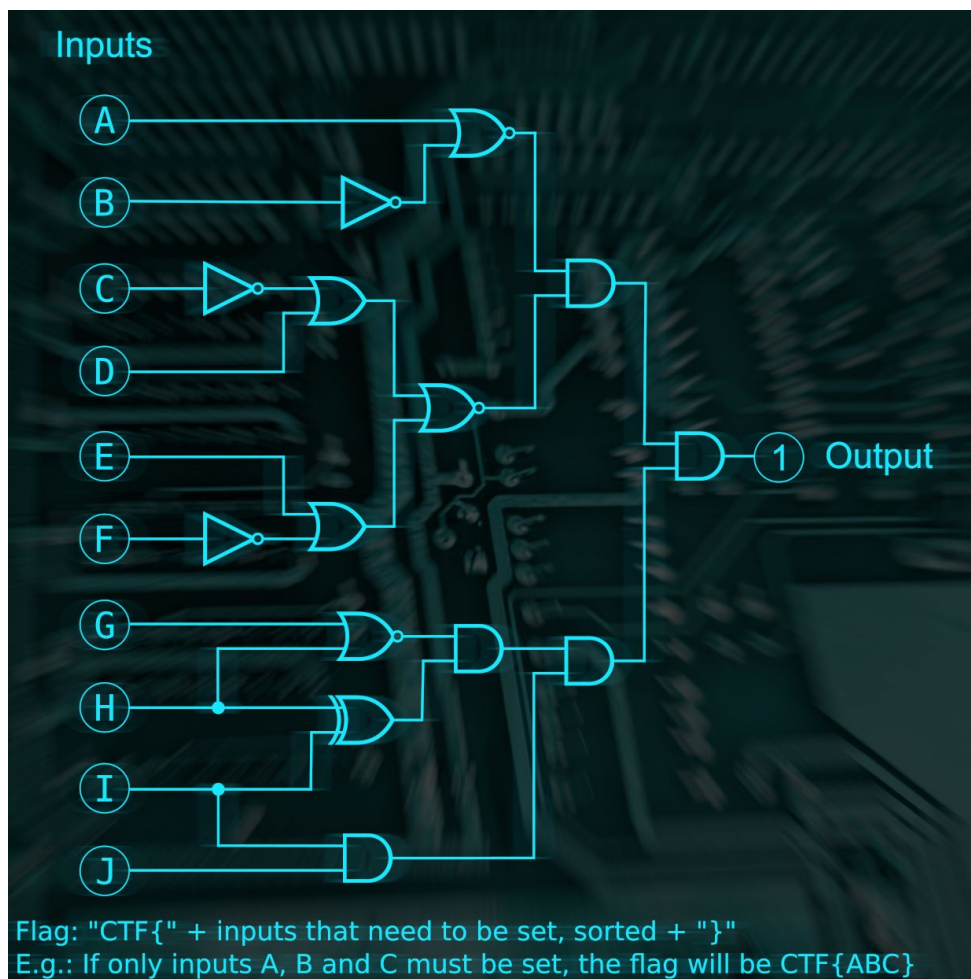 Inputs
A
B
C
D
E
F
G
H
I
J
1 Output
Flag: "CTF{" + inputs that need to be set, sorted + "}"
E.g.: If only inputs A, B and C must be set, the flag will be CTF{ABC}